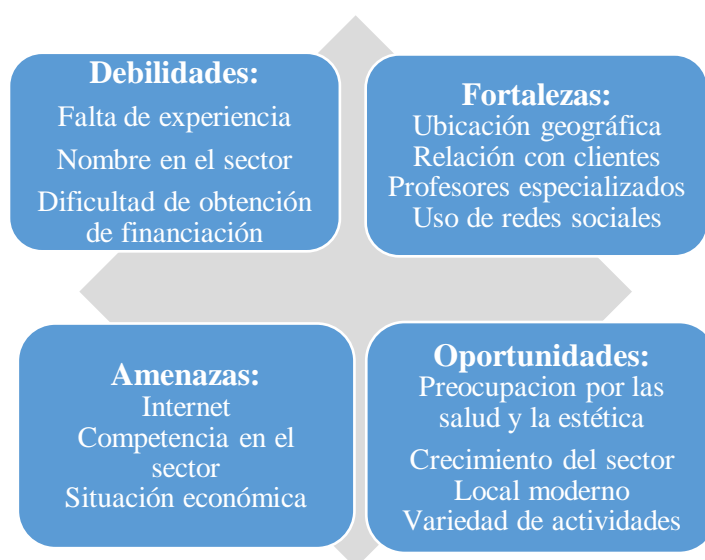 Debilidades:
Falta de experiencia
Nombre en el sector
Dificultad de obtención
de financiación
Fortalezas:
Ubicación geográfica
Relación con clientes
Profesores especializados
Uso de redes sociales
Amenazas:
Internet
Competencia en el
sector
Situación económica
Oportunidades:
Preocupacion por las
salud y la estética
Crecimiento del sector
Local moderno
Variedad de actividades